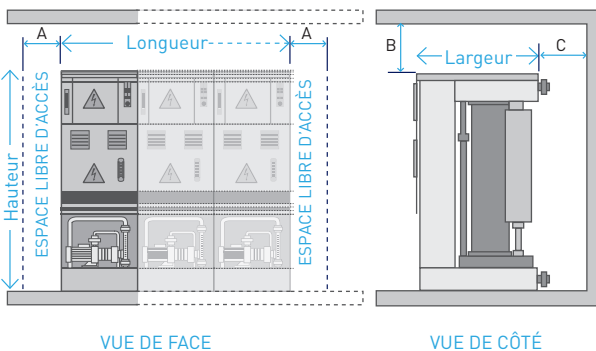 A
Longueur
A
B
Largeur
C
Hauteur
ESPACE LIBRE D'ACCÈS
ESPACE LIBRE D'ACCÈS
VUE DE FACE
VUE DE CÔTÉ